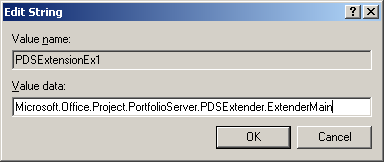 Edit String
Value name:
PDSExtensionEx1
Value data:
Microsoft.Office.Project.PortfolioServer.PDSExtender.ExtenderMain
OK Cancel